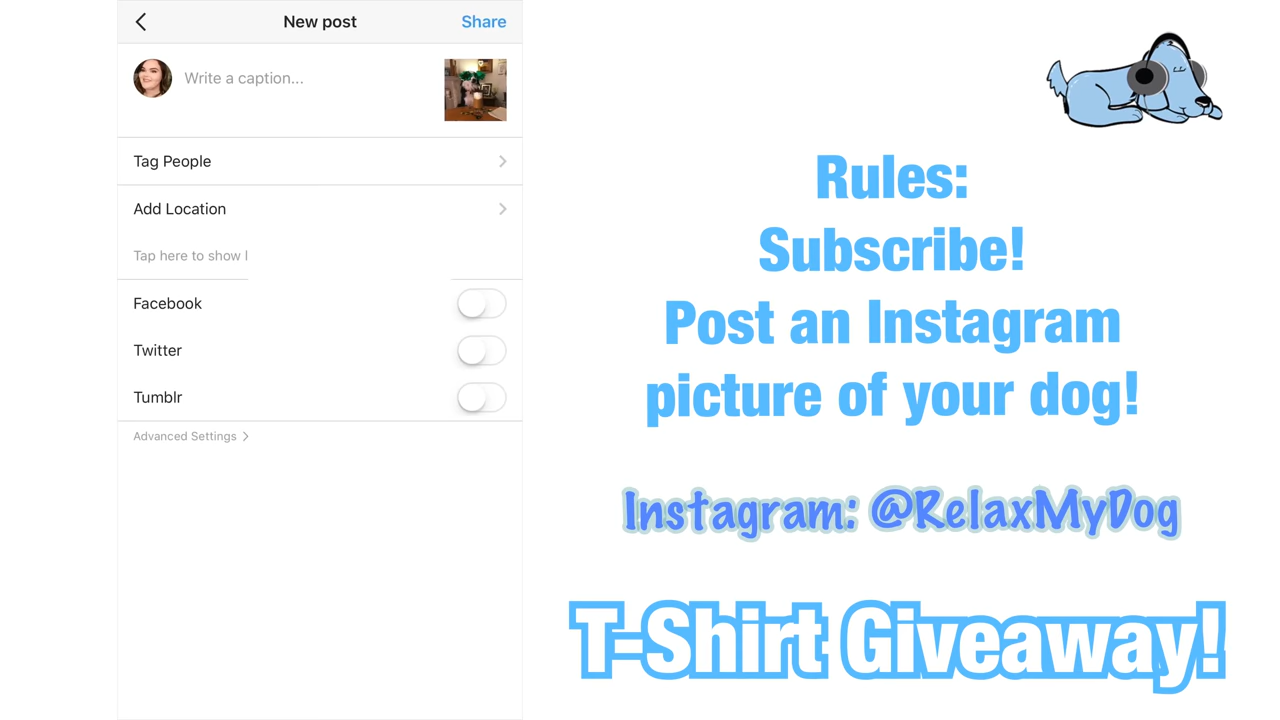 New post
Share
Write a caption...
Tag People
Add Location
Tap here to show l
Facebook
Twitter
Tumblr
Advanced Settings
Rules:
Subscribe!
Post an Instagram
picture of your dog!
Instagram: @RelaxMyDog
T-Shirt Giveaway!